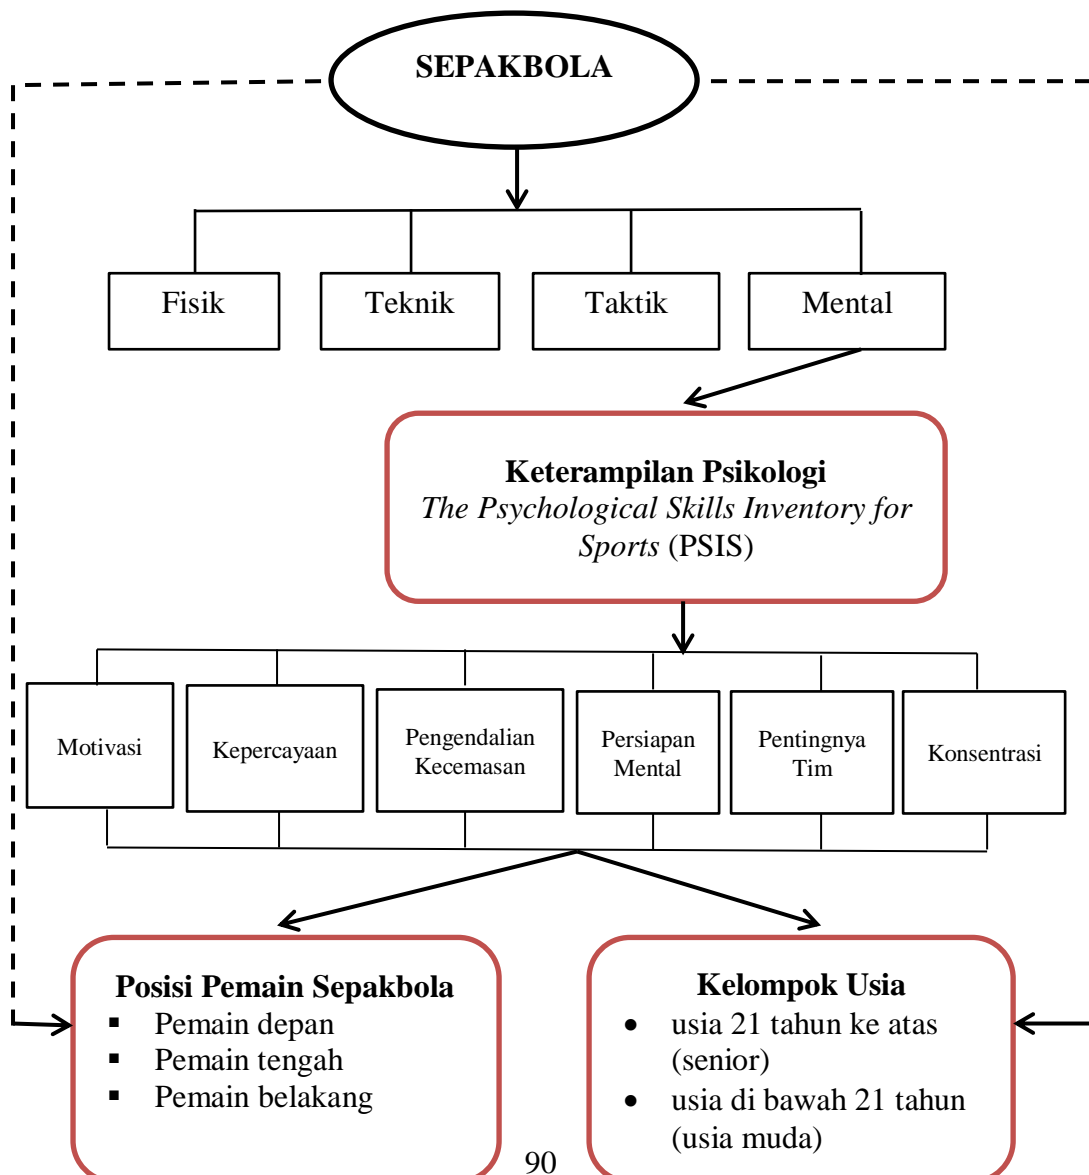 SEPAKBOLA
Fisik
Teknik
Taktik
Mental
Keterampilan Psikologi
The Psychological Skills Inventory for
Sports (PSIS)
Motivasi
Kepercayaan
Pengendalian
Kecemasan
Persiapan
Mental
Pentingnya
Tim
Konsentrasi
Posisi Pemain Sepakbola
▪ Pemain depan
▪ Pemain tengah
▪ Pemain belakang
Kelompok Usia
• usia 21 tahun ke atas
(senior)
• usia di bawah 21 tahun
(usia muda)
90